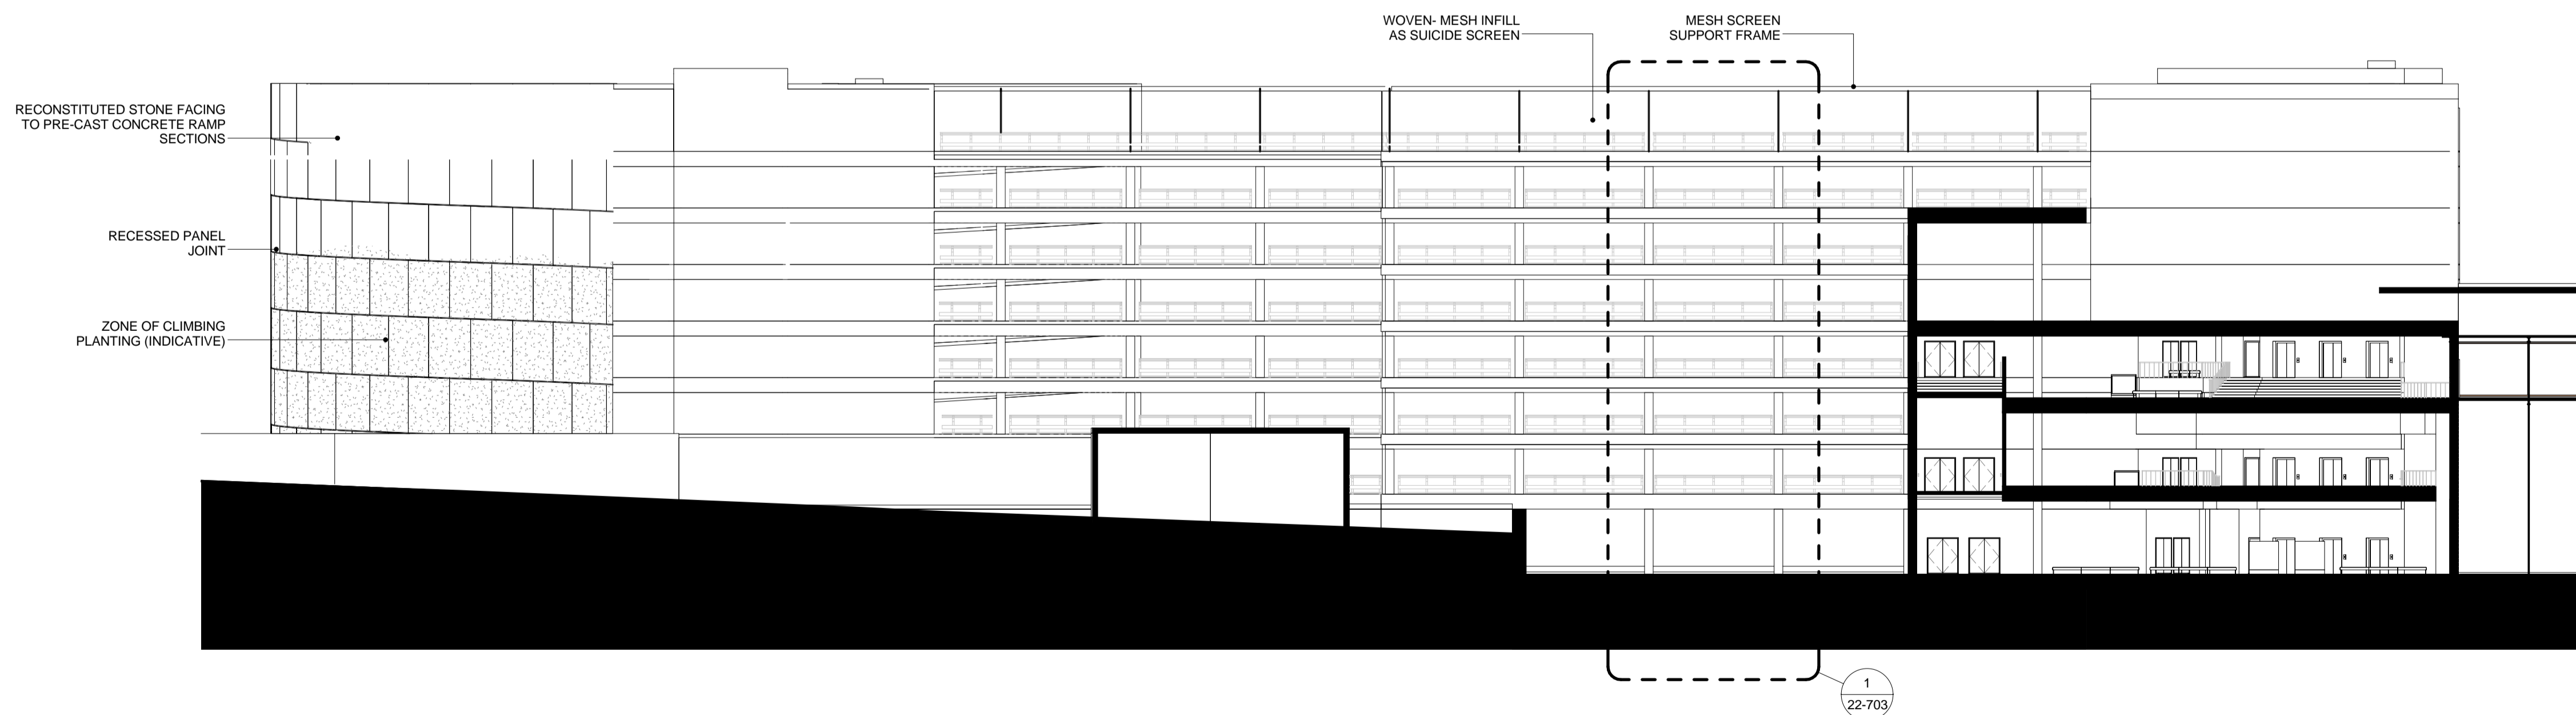 WOVEN- MESH INFILL
AS SUICIDE SCREEN
MESH SCREEN
SUPPORT FRAME
RECONSTITUTED STONE FACING
TO PRE-CAST CONCRETE RAMP
SECTIONS
RECESSED PANEL
JOINT
ZONE OF CLIMBING
PLANTING (INDICATIVE)
1
22-703